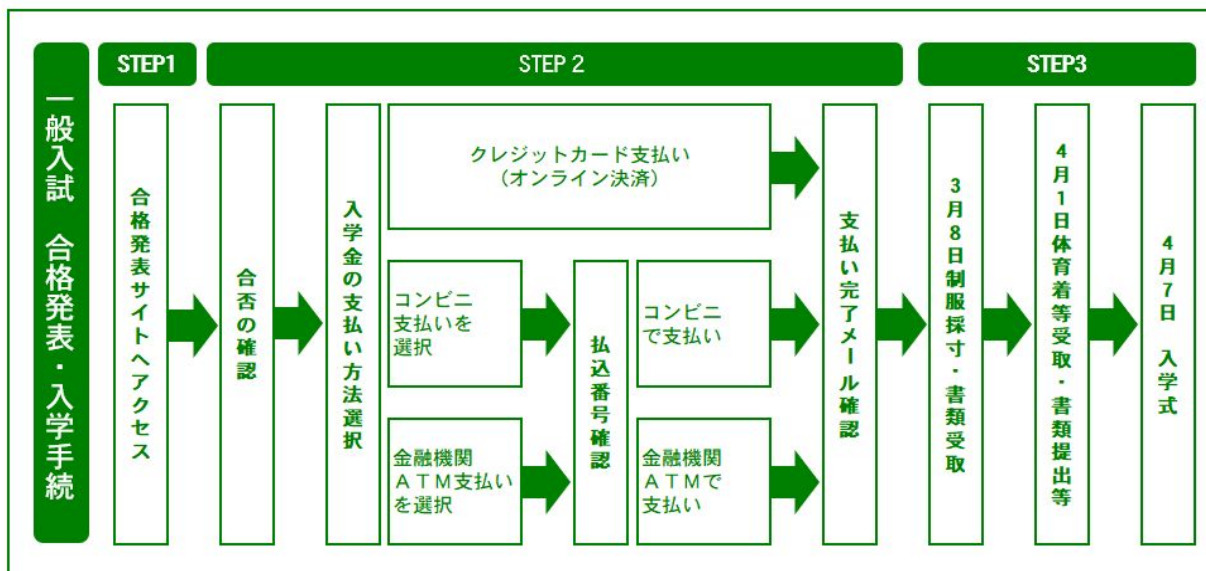 一般入試　合格発表・入学手続
STEP1
STEP 2
STEP3
合格発表サイトへアクセス
合否の確認
入学金の支払い方法選択
クレジットカード支払い
（オンライン決済）
コンビニ
支払いを
選択
金融機関
ＡＴＭ支払い
を選択
払込番号確認
コンビニ
で支払い
金融機関
ＡＴＭで
支払い
支払い完了メール確認
3月8日制服採寸・書類受取
4月1日体育着等受取・書類提出等
4月7日　入学式